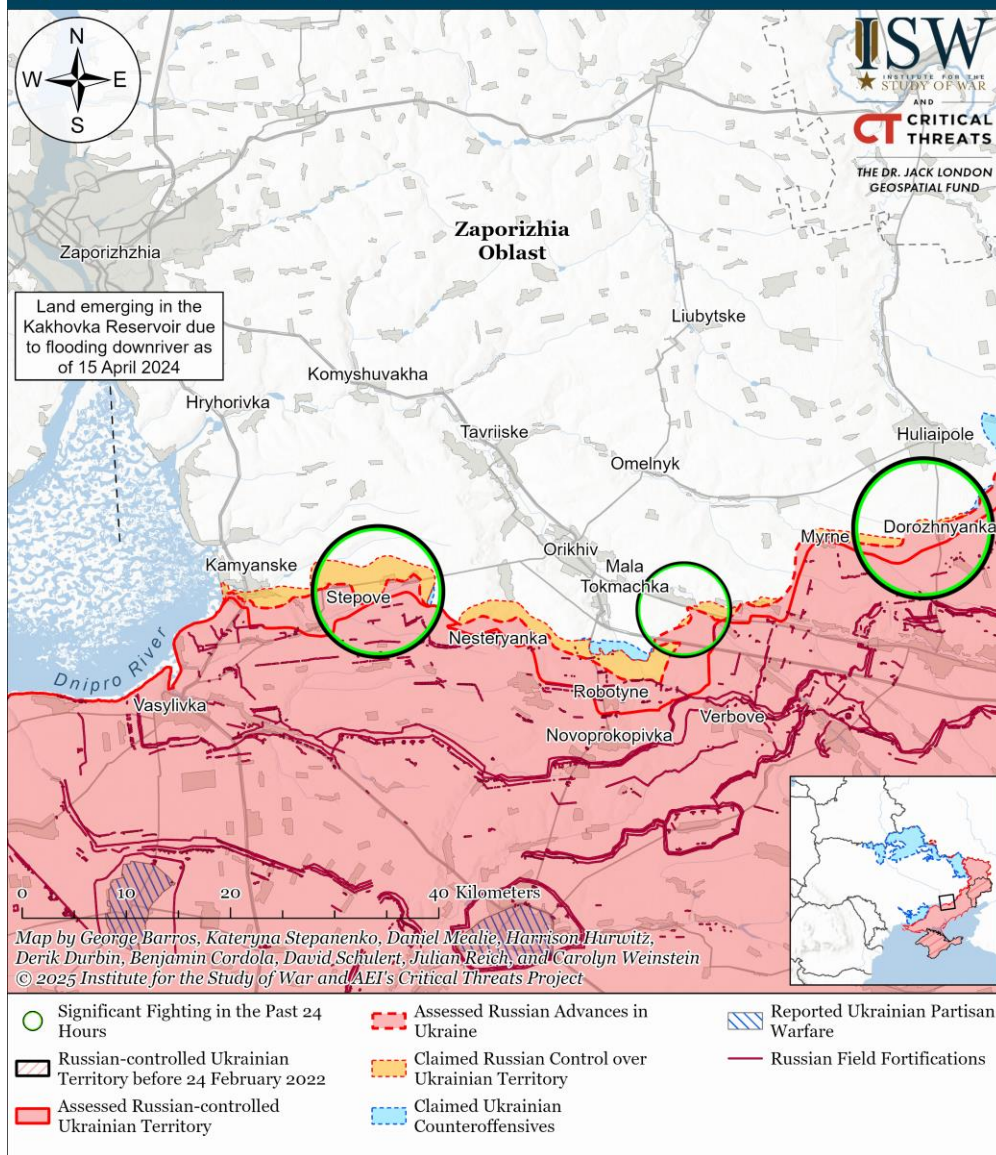 N
W
E
S
ISW
INSTITUTE FOR THE
STUDY OF WAR
AND
CT CRITICAL
THREATS
THE DR. JACK LONDON
GEOSPATIAL FUND
Zaporizhia
Oblast
Zaporizhzhia
Land emerging in the
Kakhovka Reservoir due
to flooding downriver as
of 15 April 2024
Liubytske
Komyshuvakha
Hryhorivka
Tavriiske
Huliaipole
Omelnyk
Dorozhnyanka
Myrne
Orikhiv
Mala
Tokmachka
Kamyanske
Stepove
Nesteryanka
Dnipro River
Robotyne
Vasylivka
Verbove
Novoprokopivka
0 10 20 40 Kilometers
Map by George Barros, Kateryna Stepanenko, Daniel Mealie, Harrison Hurwitz,
Derik Durbin, Benjamin Cordola, David Schulert, Julian Reich, and Carolyn Weinstein
© 2025 Institute for the Study of War and AEI's Critical Threats Project
Significant Fighting in the Past 24
Hours
Russian-controlled Ukrainian
Territory before 24 February 2022
Assessed Russian-controlled
Ukrainian Territory
Assessed Russian Advances in
Ukraine
Claimed Russian Control over
Ukrainian Territory
Claimed Ukrainian
Counteroffensives
Reported Ukrainian Partisan
Warfare
Russian Field Fortifications